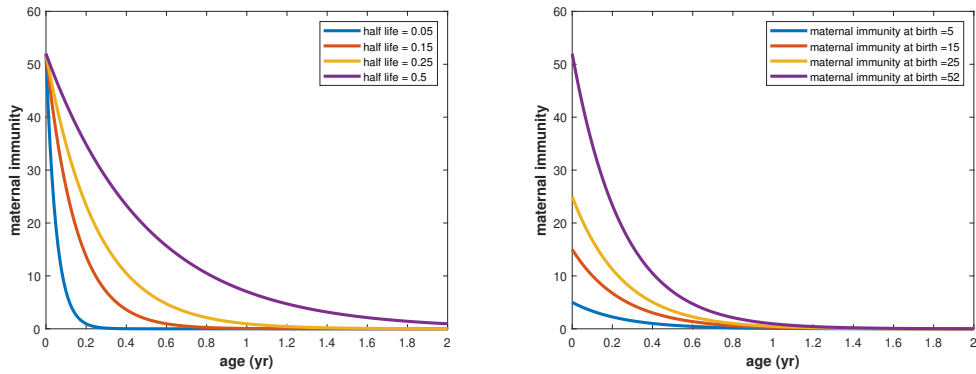 60
50
40
30
20
10
0
maternal immunity
half life = 0.05
half life = 0.15
half life = 0.25
half life = 0.5
0 0.2 0.4 0.6 0.8 1 1.2 1.4 1.6 1.8 2
age (yr)
60
50
40
30
20
10
0
maternal immunity
maternal immunity at birth =5
maternal immunity at birth =15
maternal immunity at birth =25
maternal immunity at birth =52
0 0.2 0.4 0.6 0.8 1 1.2 1.4 1.6 1.8 2
age (yr)